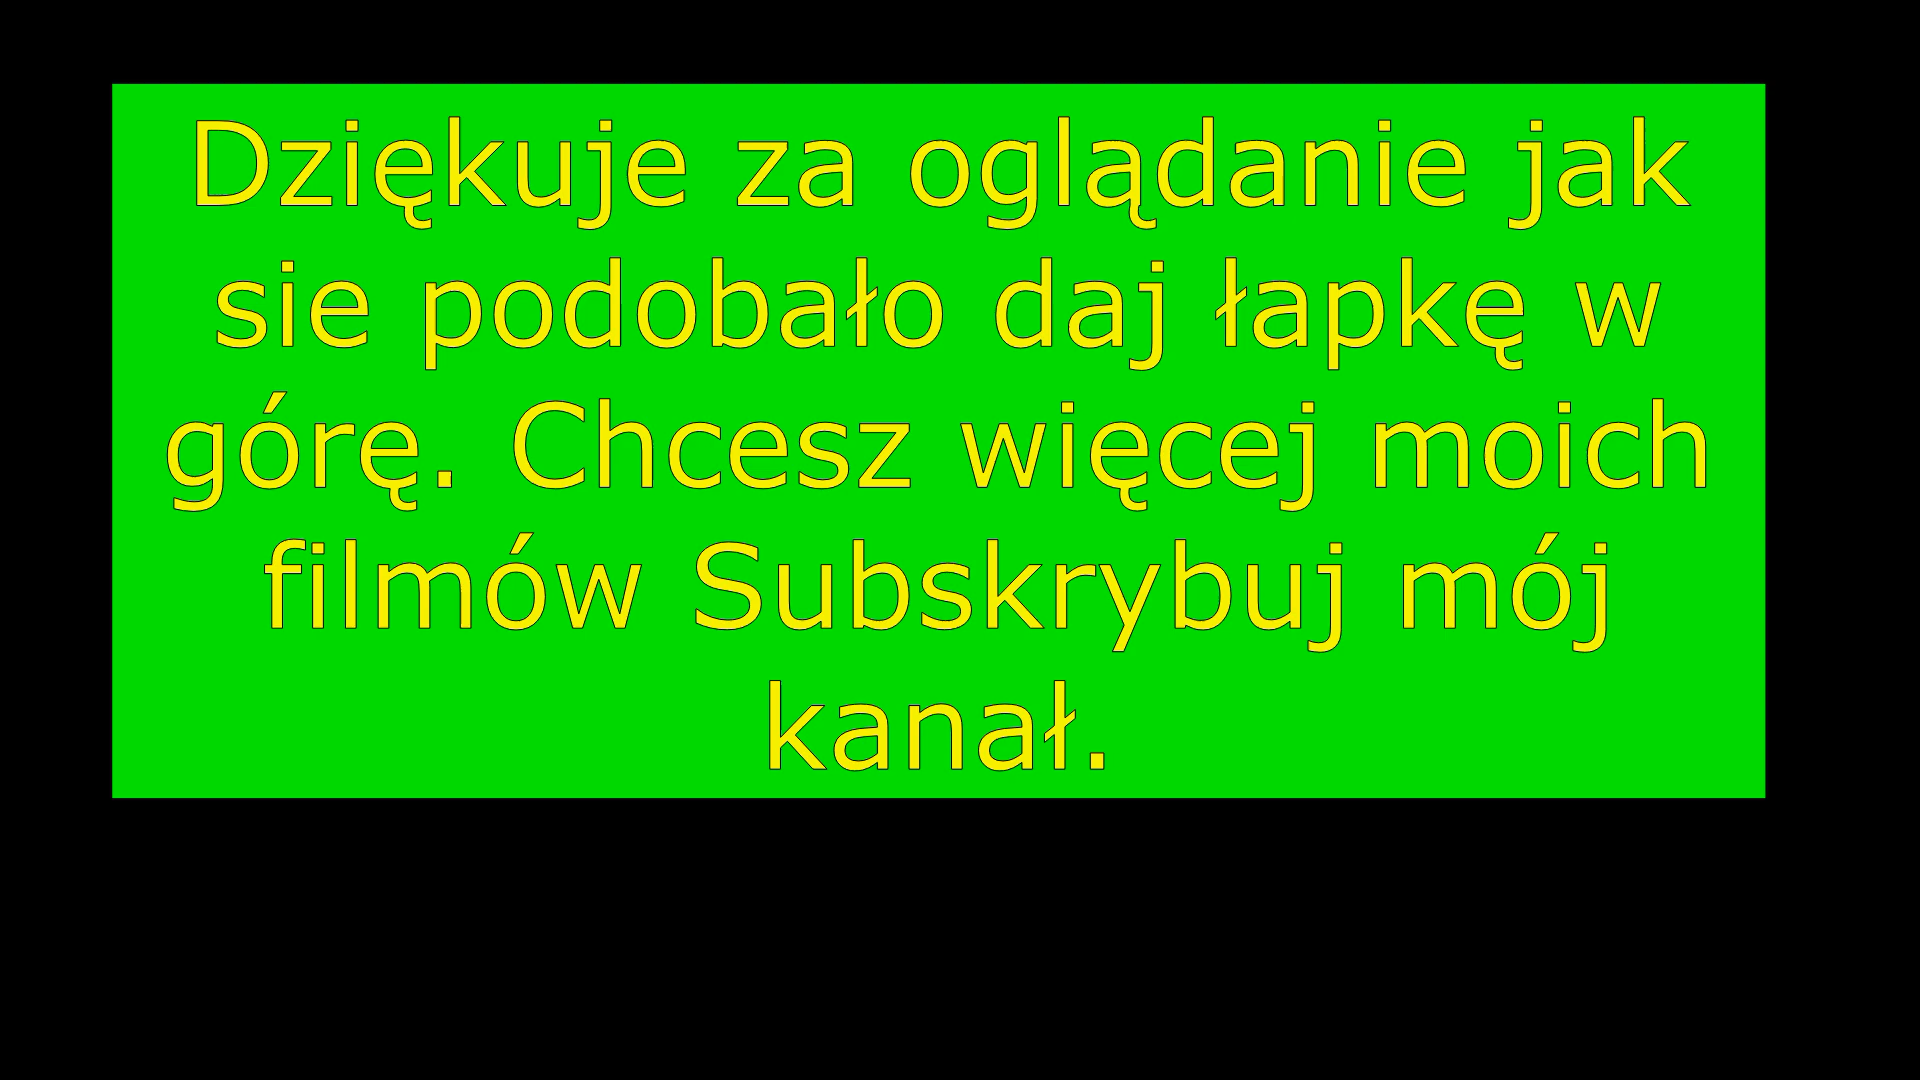 Dziękuje za oglądanie jak
sie podobało daj łapkę w
górę. Chcesz więcej moich
filmów Subskrybuj mój
kanał.